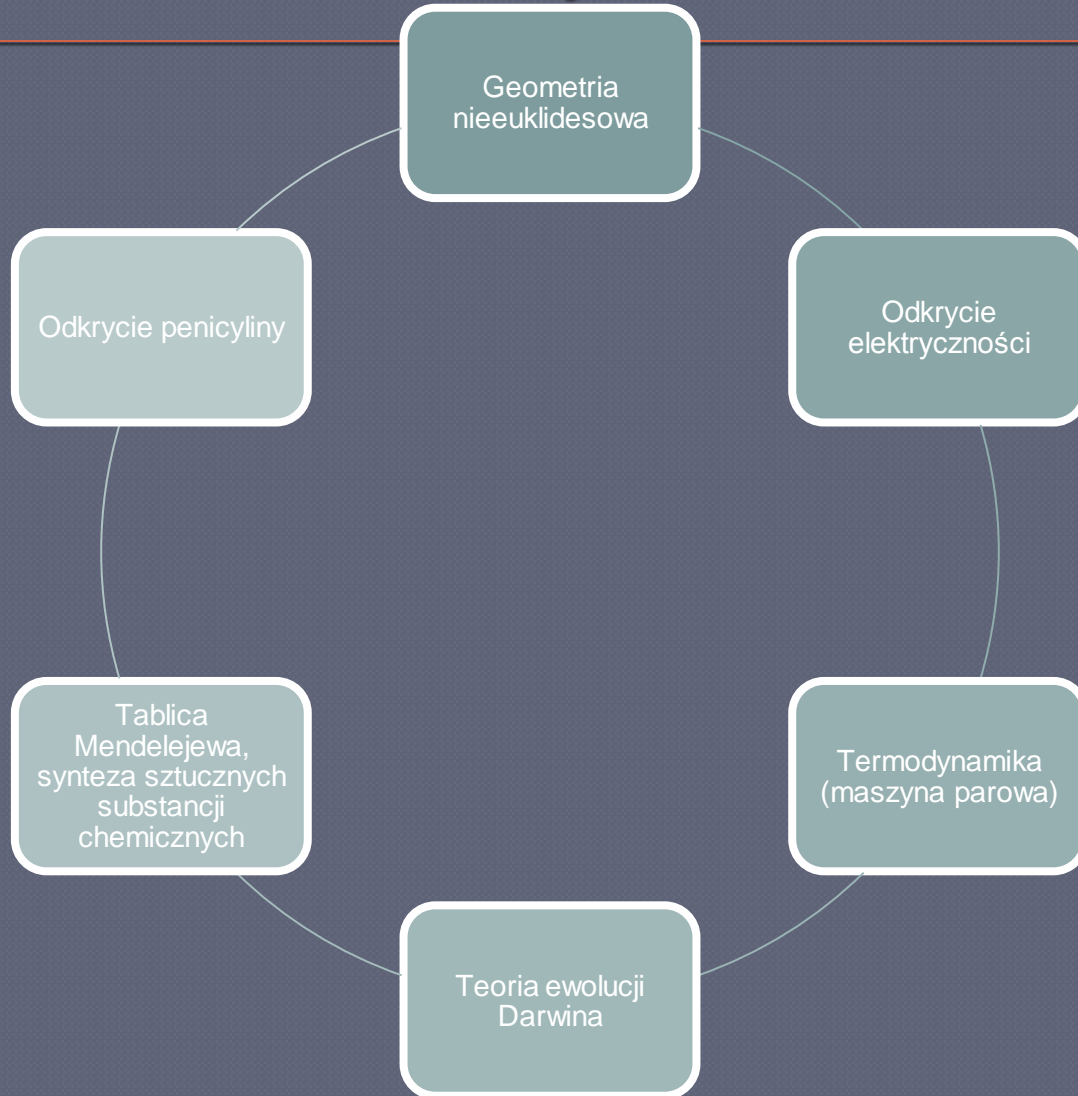 Geometria
nieeuklidesowa
Odkrycie
elektryczności
Termodynamika
(maszyna parowa)
Teoria ewolucji
Darwina
Tablica
Mendelejewa,
synteza sztucznych
substancji
chemicznych
Odkrycie penicyliny